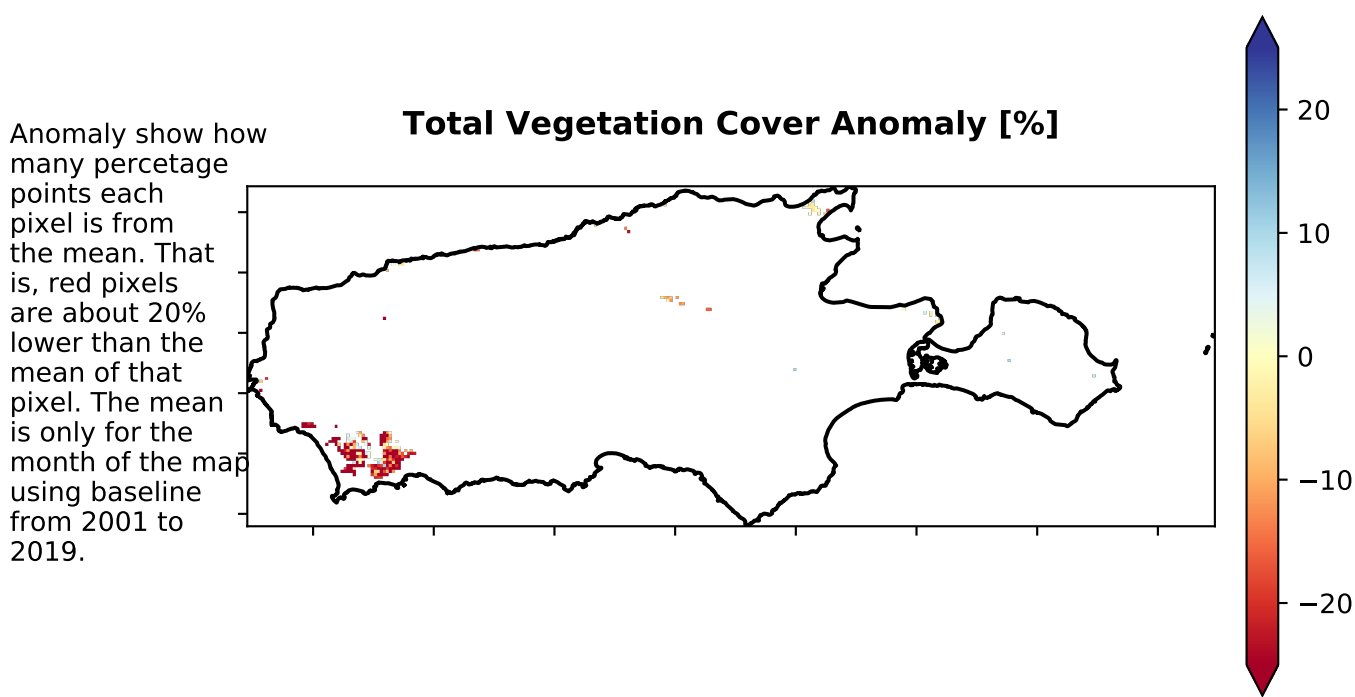 Total Vegetation Cover Anomaly [%]
Anomaly show how
many percetage
points each
pixel is from
the mean. That
is, red pixels
are about 20%
lower than the
mean of that
pixel. The mean
is only for the
month of the map
using baseline
from 2001 to
2019.
20
10
0
−10
−20